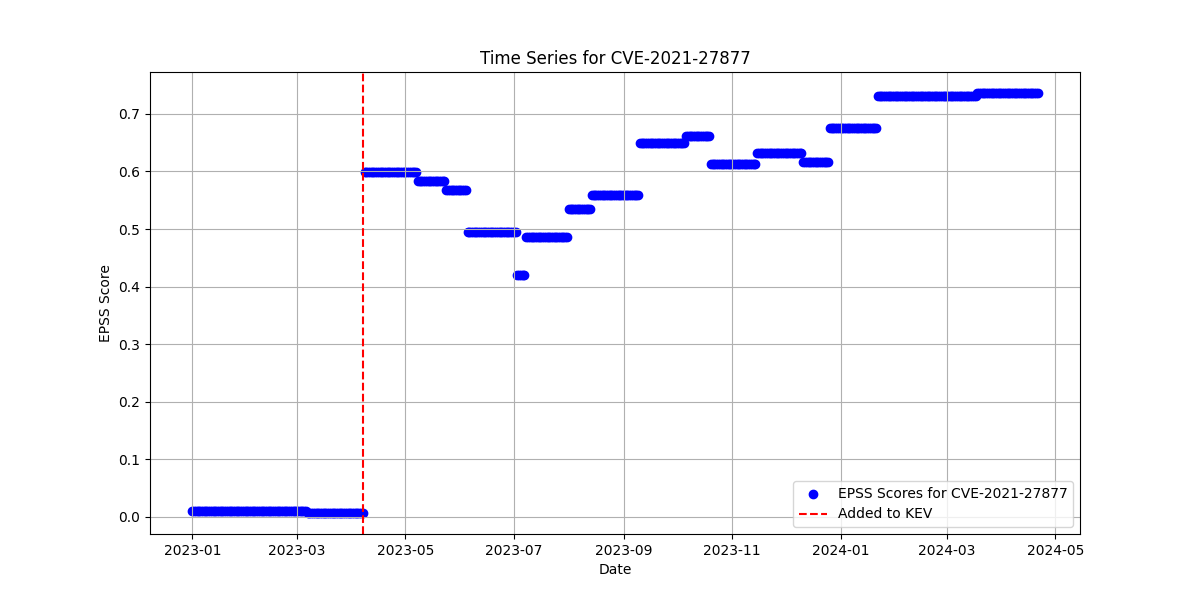 Time Series for CVE-2021-27877
EPSS Score
0.7
0.6
0.5
0.4
0.3
0.2
0.1
0.0
EPSS Scores for CVE-2021-27877
Added to KEV
2023-01 2023-03 2023-05 2023-07 2023-09 2023-11 2024-01 2024-03 2024-05
Date